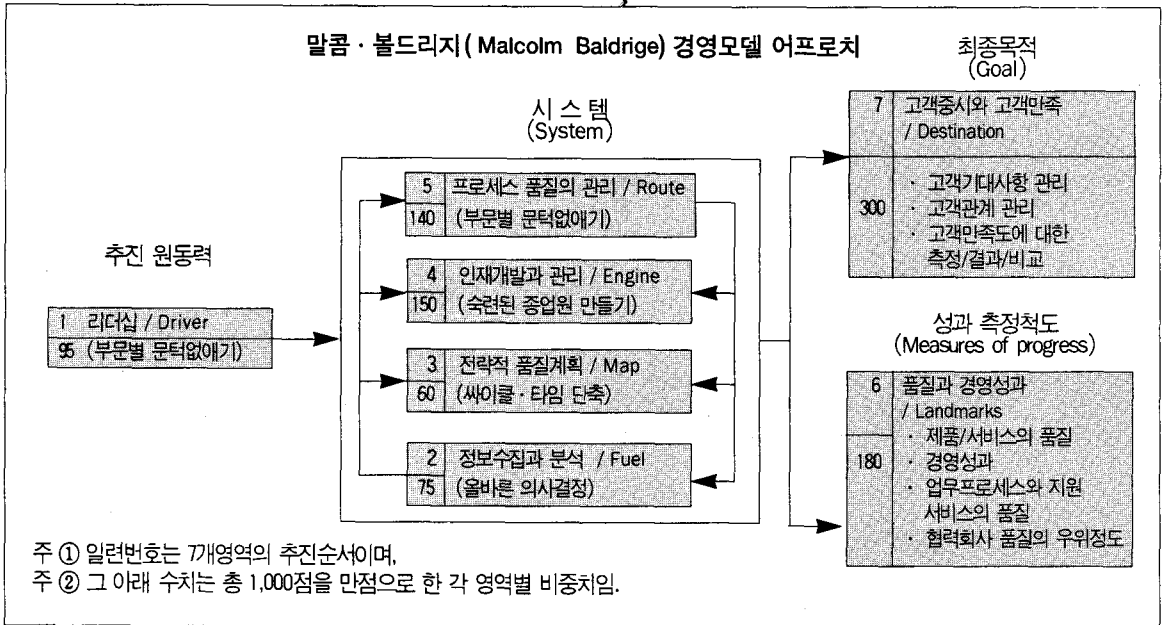 말콤 · 볼드리지 ( Malcolm Baldrige) 경영모델 어프로치
추진 원동력
1 리더십 / Driver
95 (부문별 문턱없애기)
시 스 템
(System)
5 프로세스 품질의 관리 / Route
140 (부문별 문턱없애기)
4 인재개발과 관리 / Engine
150 (숙련된 종업원 만들기)
3 전략적 품질계획 / Map
60 (싸이클 · 타임 단축)
2 정보수집과 분석 / Fuel
75 (올바른 의사결정)
최종목적
(Goal)
7 고객중시와 고객만족
/ Destination
300
· 고객기대사항 관리
· 고객관계 관리
· 고객만족도에 대한
측정/결과/비교
성과 측정척도
(Measures of progress)
6 품질과 경영성과
/ Landmarks
180
· 제품/서비스의 품질
· 경영성과
· 업무프로세스와 지원
서비스의 품질
· 협력회사 품질의 우위정도
주 ① 일련번호는 7개영역의 추진순서이며,
주 ② 그 아래 수치는 총 1,000점을 만점으로 한 각 영역별 비중치임.